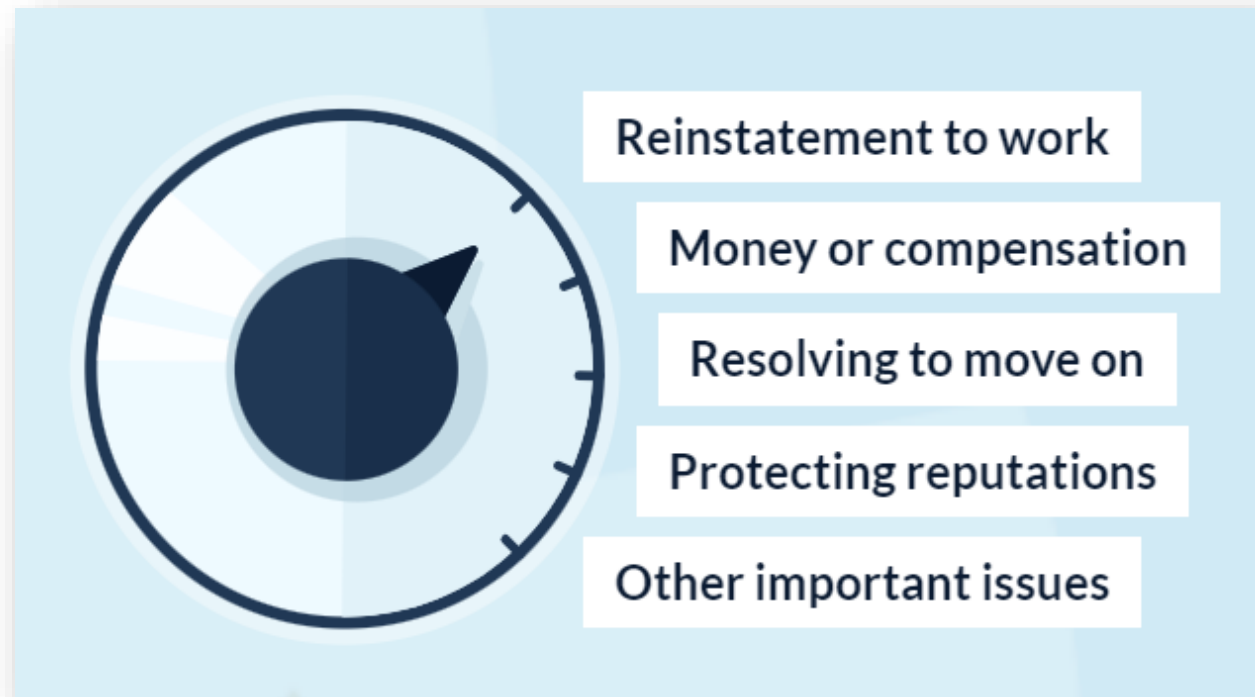 Reinstatement to work
Money or compensation
Resolving to move on
Protecting reputations
Other important issues